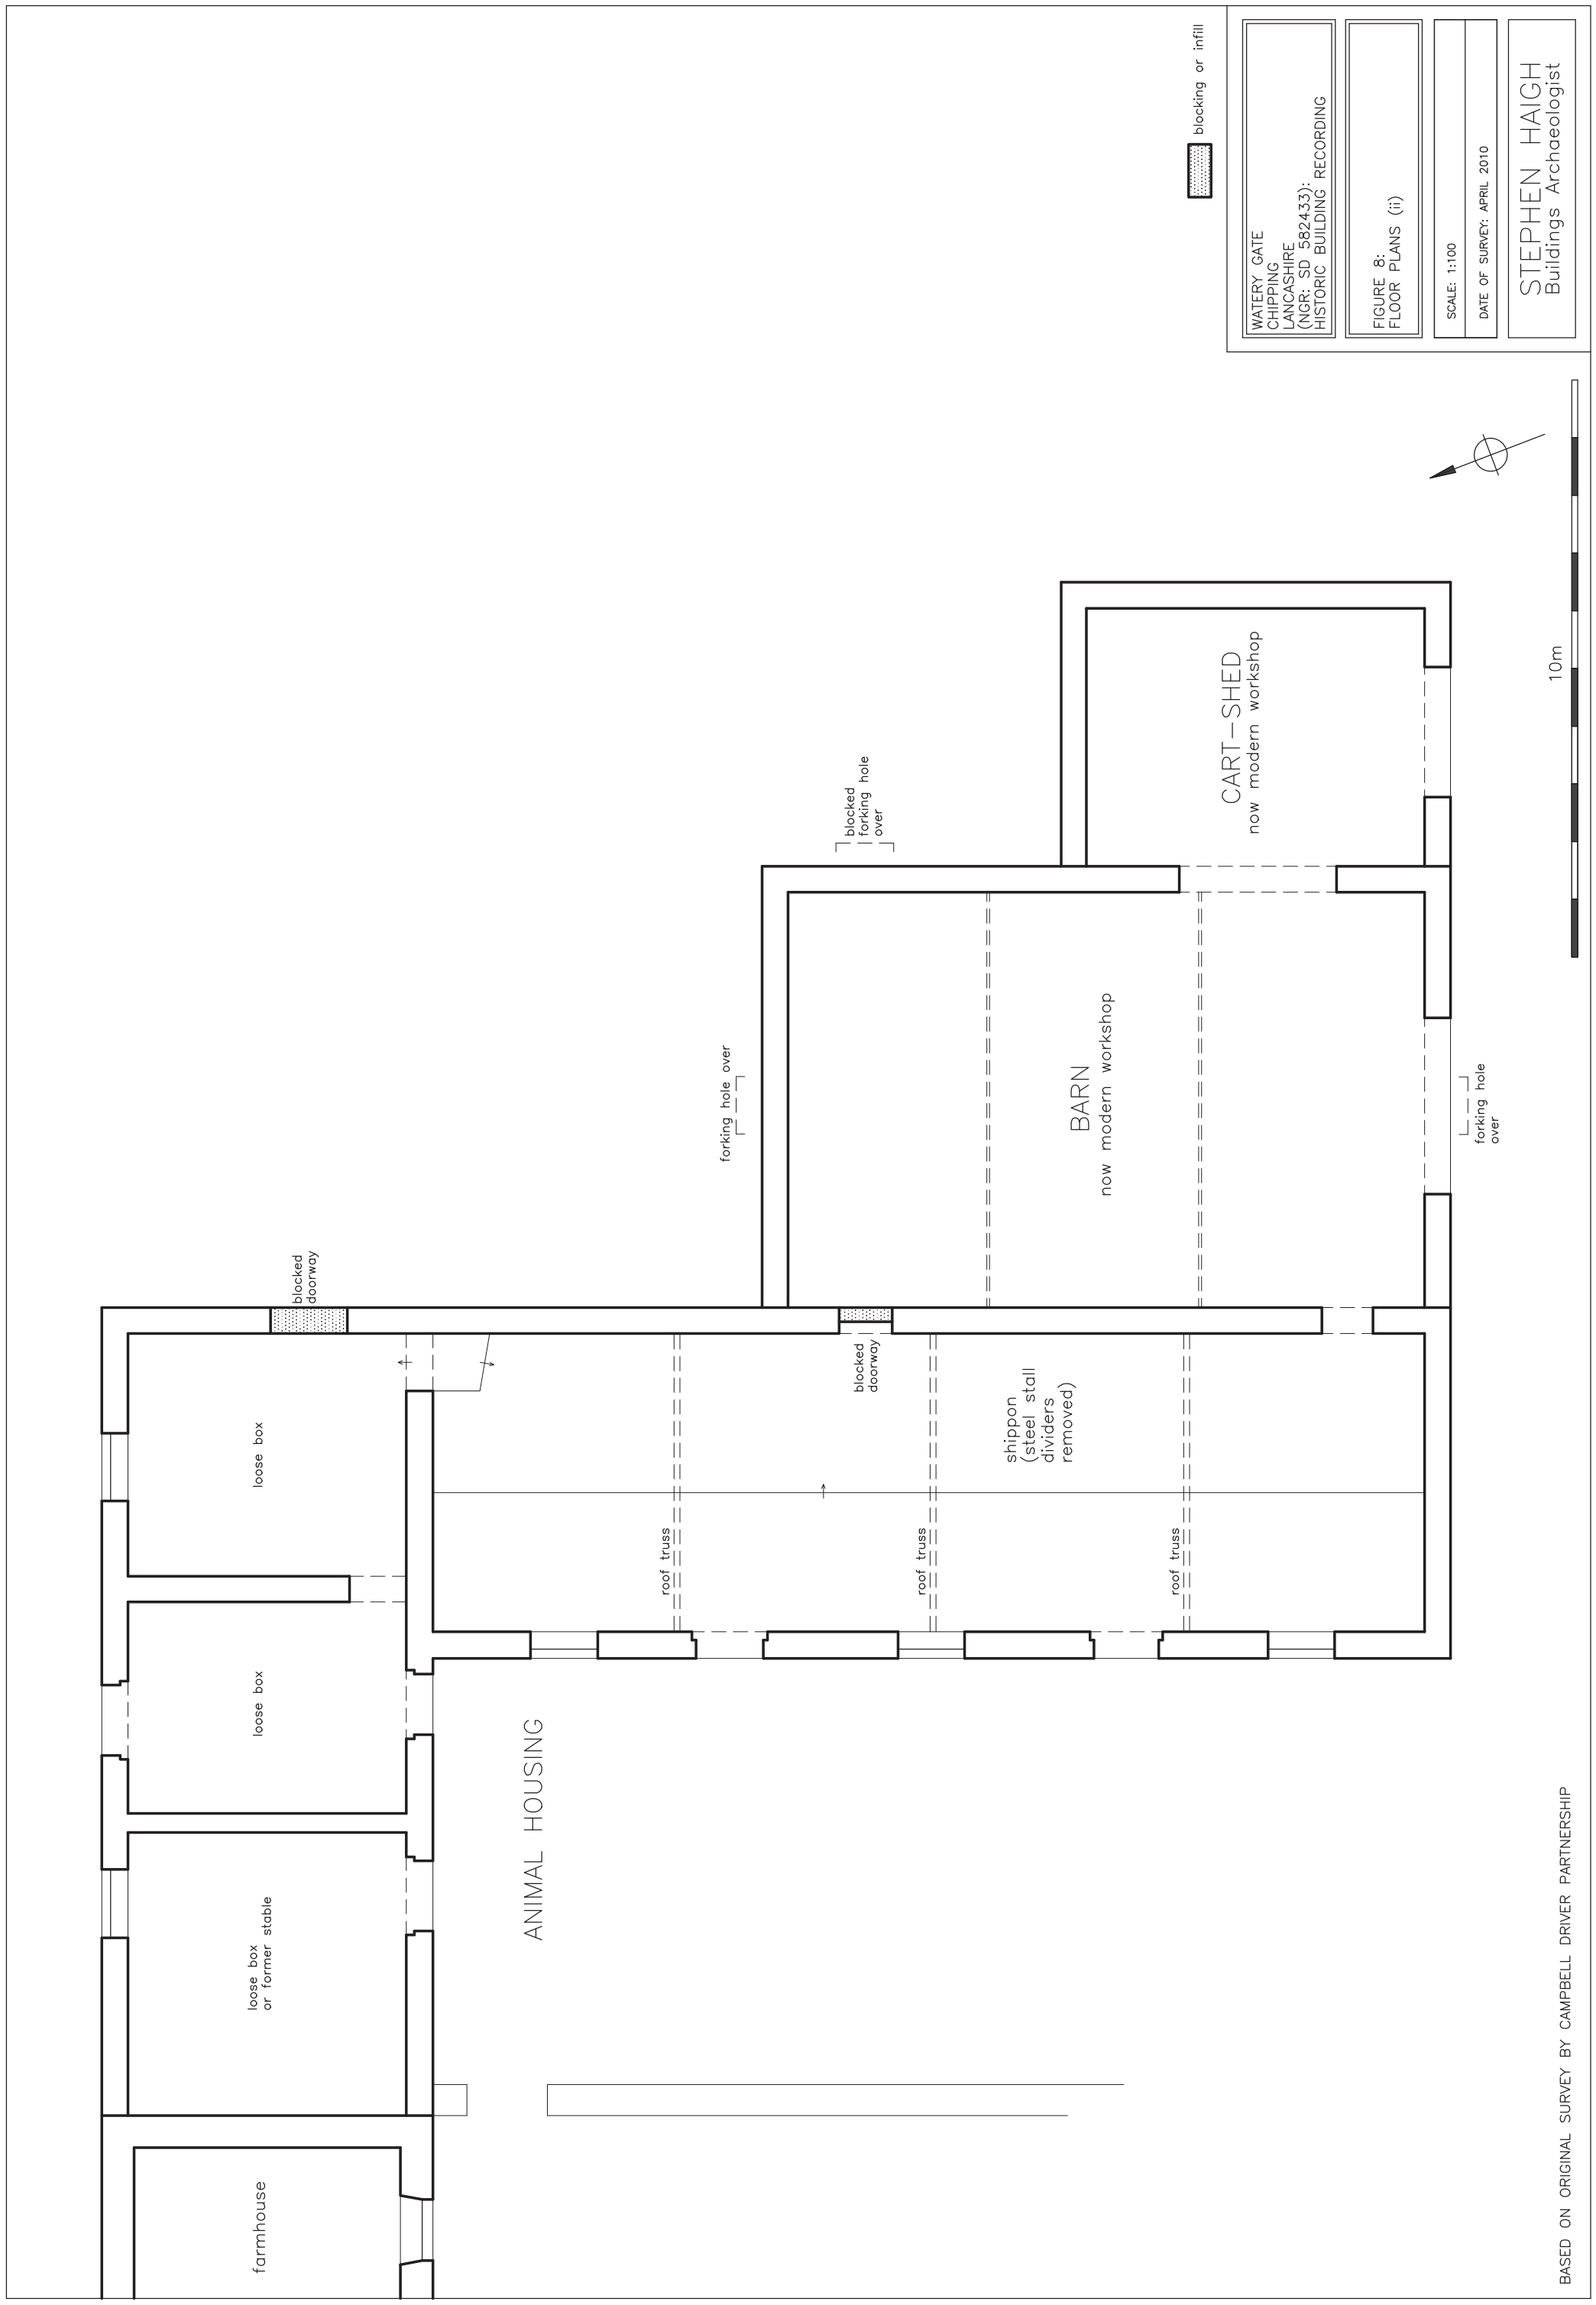 farmhouse
loose box
or former stable
loose box
loose box
blocked
doorway
ANIMAL HOUSING
roof truss
roof truss
roof truss
blocked
doorway
shippon
(steel stall
dividers
removed)
forking hole over
BARN
now modern workshop
forking hole
over
blocked
forking hole
over
CART-SHED
now modern workshop
blocking or infill
10m
BASED ON ORIGINAL SURVEY BY CAMPBELL DRIVER PARTNERSHIP
WATERY GATE
CHIPPING
LANCASHIRE
(NGR: SD 582433):
HISTORIC BUILDING RECORDING
FIGURE 8:
FLOOR PLANS (ii)
SCALE: 1:100
DATE OF SURVEY: APRIL 2010
STEPHEN HAIGH
Buildings Archaeologist